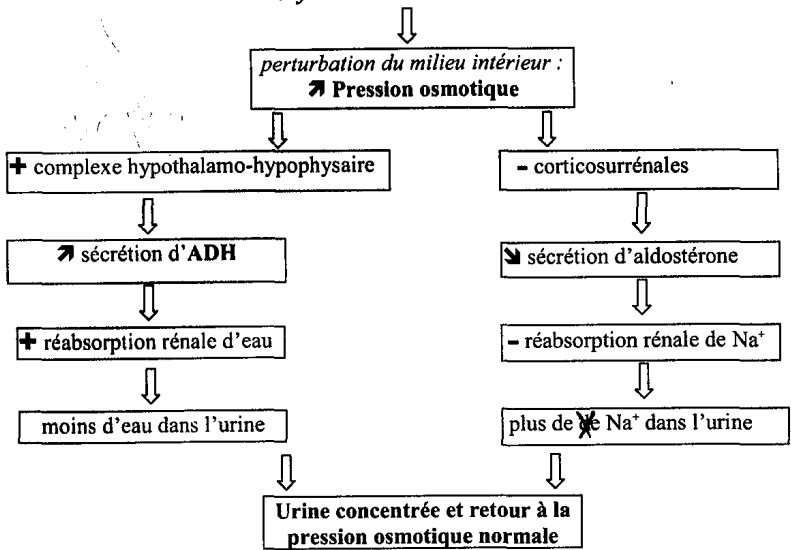 perturbation du milieu intérieur :
↗ Pression osmotique
+ complexe hypothalamo-hypophysaire
- corticosurrénales
↗ sécrétion d'ADH
↘ sécrétion d'aldostérone
+ réabsorption rénale d'eau
- réabsorption rénale de Na⁺
moins d'eau dans l'urine
plus de Na⁺ dans l'urine
Urine concentrée et retour à la
pression osmotique normale